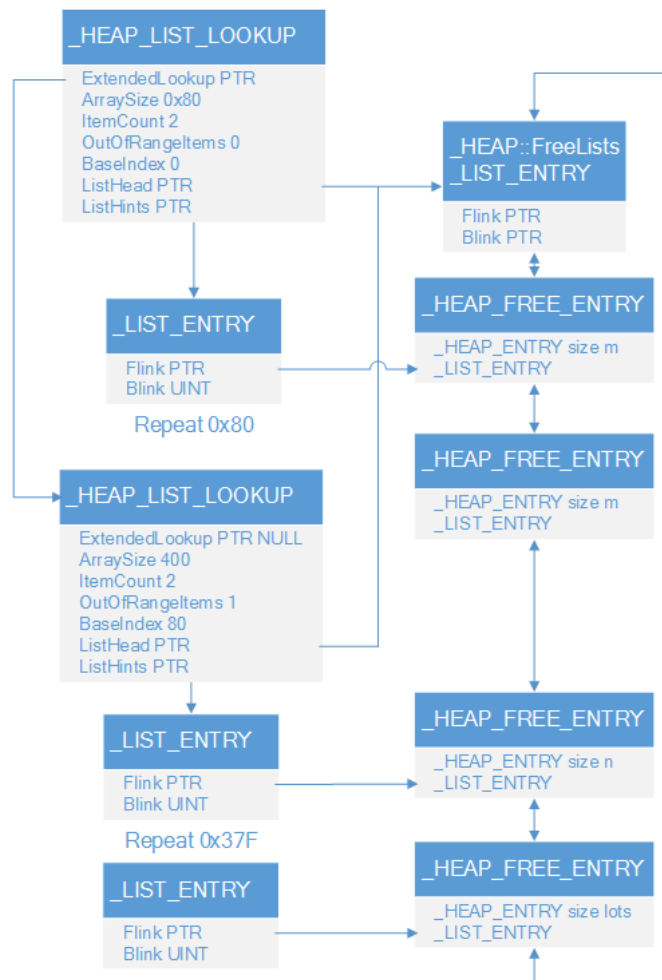 _HEAP_LIST_LOOKUP
ExtendedLookup PTR
ArraySize 0x80
ItemCount 2
OutOfRangeItems 0
BaseIndex 0
ListHead PTR
ListHints PTR
_HEAP::FreeLists
_LIST_ENTRY
Flink PTR
Blink PTR
_LIST_ENTRY
Flink PTR
Blink UINT
Repeat 0x80
_HEAP_FREE_ENTRY
_HEAP_ENTRY size m
_LIST_ENTRY
_HEAP_FREE_ENTRY
_HEAP_ENTRY size m
_LIST_ENTRY
_HEAP_LIST_LOOKUP
ExtendedLookup PTR NULL
ArraySize 400
ItemCount 2
OutOfRangeItems 1
BaseIndex 80
ListHead PTR
ListHints PTR
_LIST_ENTRY
Flink PTR
Blink UINT
Repeat 0x37F
_HEAP_FREE_ENTRY
_HEAP_ENTRY size n
_LIST_ENTRY
_LIST_ENTRY
Flink PTR
Blink UINT
_HEAP_FREE_ENTRY
_HEAP_ENTRY size lots
_LIST_ENTRY